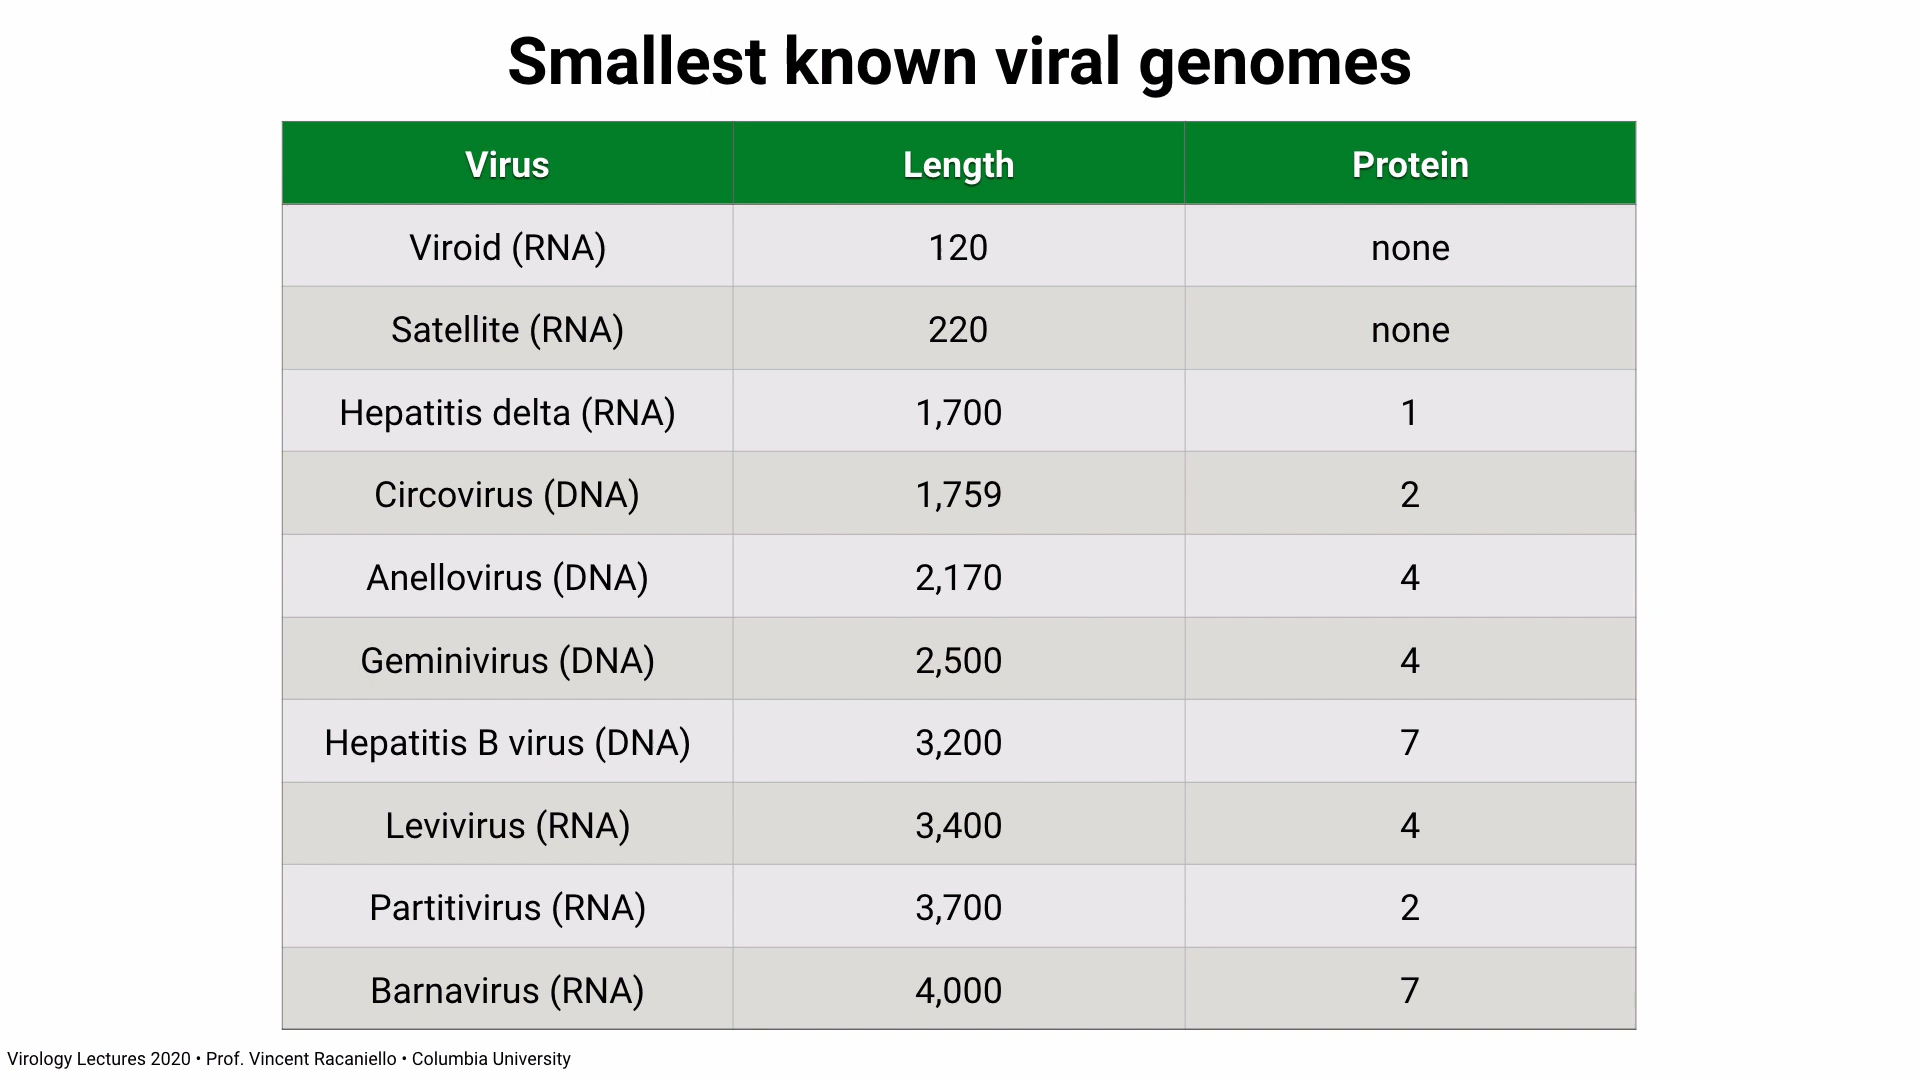 Smallest known viral genomes
Virus Length Protein
Viroid (RNA) 120 none
Satellite (RNA) 220 none
Hepatitis delta (RNA) 1,700 1
Circovirus (DNA) 1,759 2
Anellovirus (DNA) 2,170 4
Geminivirus (DNA) 2,500 4
Hepatitis B virus (DNA) 3,200 7
Levivirus (RNA) 3,400 4
Partitivirus (RNA) 3,700 2
Barnavirus (RNA) 4,000 7
Virology Lectures 2020 • Prof. Vincent Racaniello • Columbia University